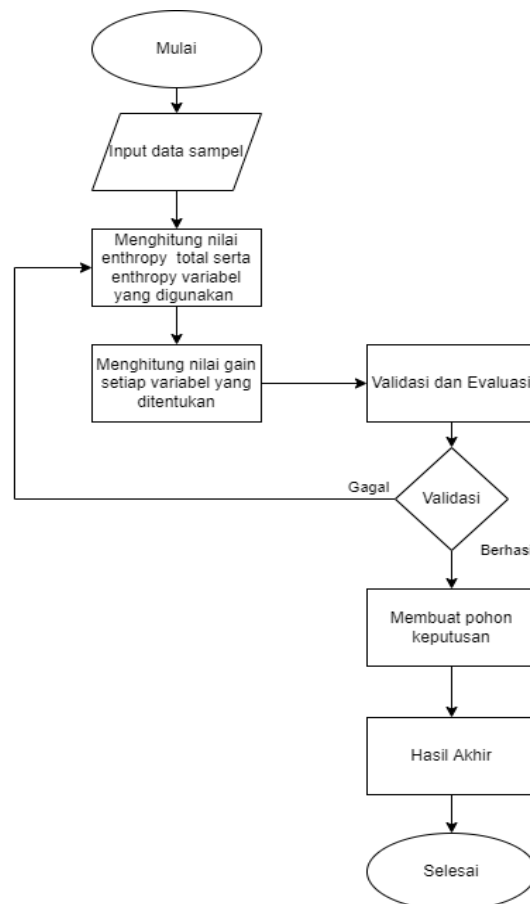 Mulai
Input data sampel
Menghitung nilai
enthropy total serta
enthropy variabel
yang digunakan
Menghitung nilai gain
setiap variabel yang
ditentukan
Validasi dan Evaluasi
Validasi
Gagal
Berhasi
Membuat pohon
keputusan
Hasil Akhir
Selesai